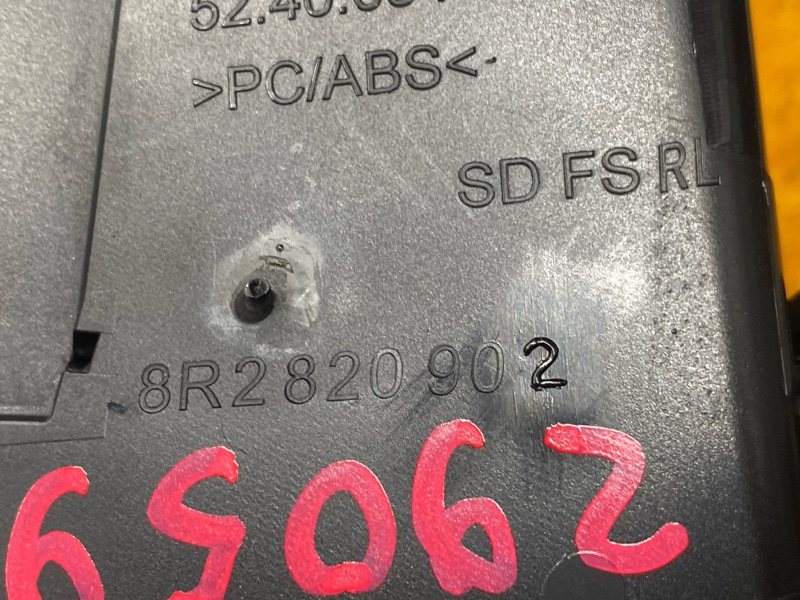 >PC/ABS<
SD FS RL
8R2 820 902
65062